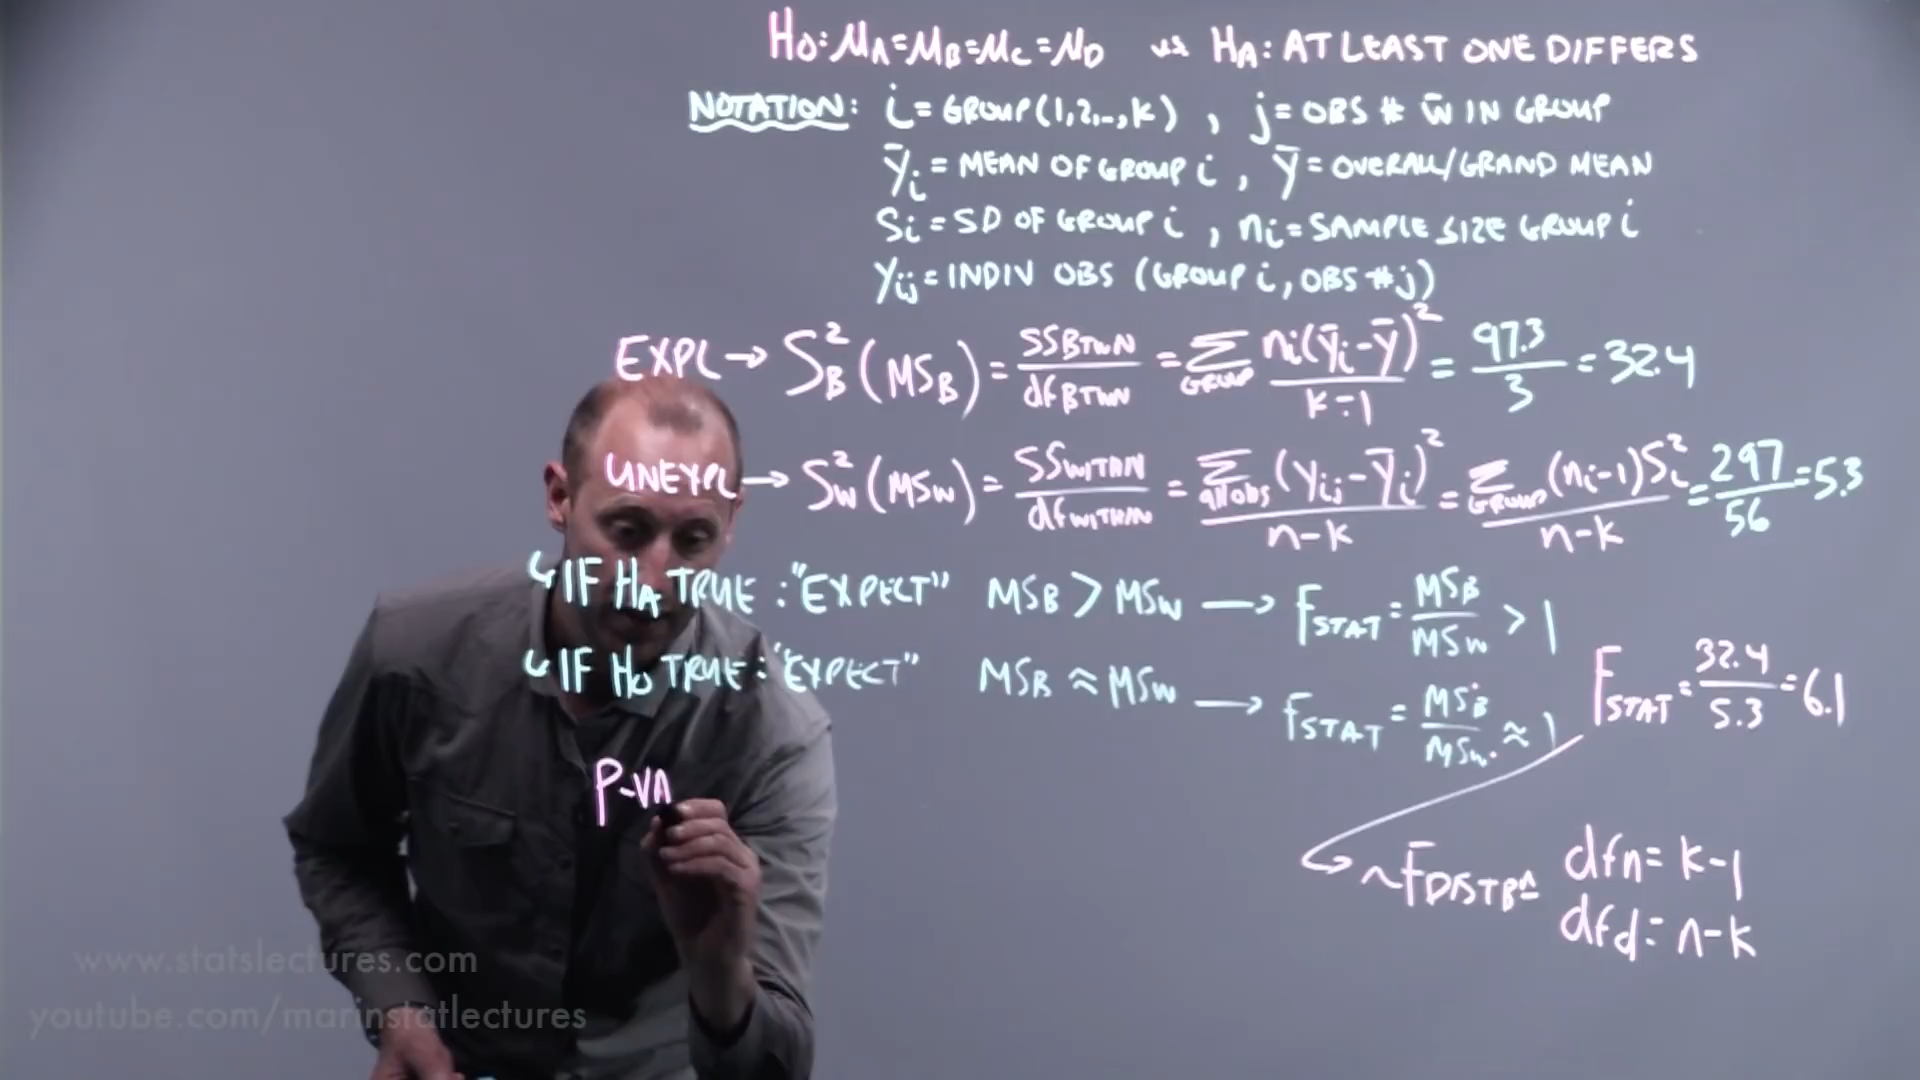 H0: μA=μB=μC=μD vs HA: AT LEAST ONE DIFFERS
NOTATION: i = GROUP (1,2,..,k) , j = OBS # w̄IN GROUP
ȳi = MEAN OF GROUP i , ȳ = OVERALL/GRAND MEAN
Si = SD OF GROUP i , ni = SAMPLE SIZE GROUP i
yij = INDIV OBS (GROUP i, OBS #j)
EXPL → S²B (MSB) = SSBTWN / dfBTWN = Σ GROUP ni(ȳi-ȳ)² / k-1 = 97.3 / 3 = 32.4
UNEXPL → S²W (MSW) = SSWITHIN / dfWITHIN = Σ all obs (yij-ȳi)² / n-k = Σ GROUP (ni-1)Si² / n-k = 297 / 56 = 5.3
↳ IF HA TRUE: "EXPECT" MSB > MSW → FSTAT = MSB / MSW > 1
↳ IF H0 TRUE: "EXPECT" MSB ≈ MSW → FSTAT = MSB / MSW ≈ 1
FSTAT = 32.4 / 5.3 = 6.1
P-VA
~ FDISTBn dfn = k-1
dfd = n-k
www.statslectures.com
youtube.com/marinstatlectures